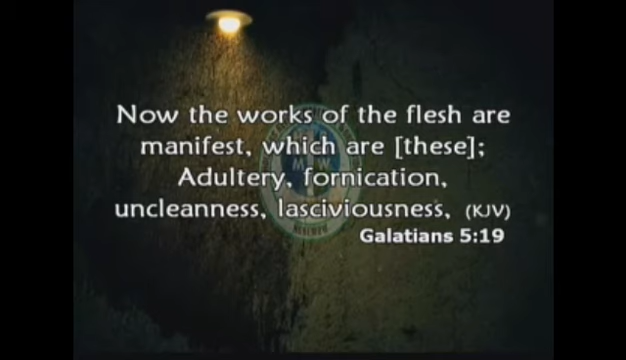 Now the works of the flesh are
manifest, which are [these];
Adultery, fornication,
uncleanness, lasciviousness, (KJV)
Galatians 5:19